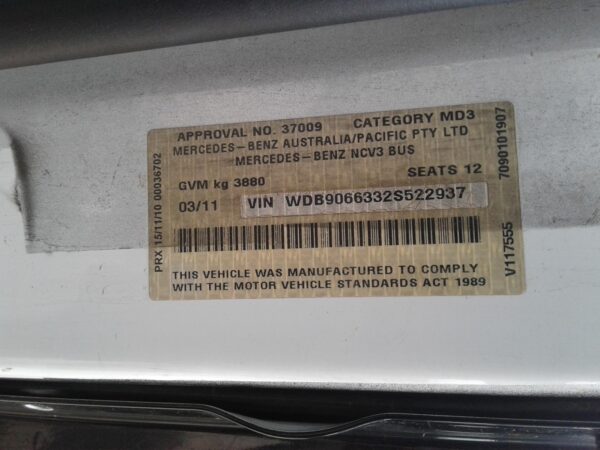 APPROVAL NO. 37009 CATEGORY MD3
MERCEDES-BENZ AUSTRALIA/PACIFIC PTY LTD
MERCEDES-BENZ NCV3 BUS
GVM kg 3880 SEATS 12
03/11 VIN WDB9066332S522937
THIS VEHICLE WAS MANUFACTURED TO COMPLY
WITH THE MOTOR VEHICLE STANDARDS ACT 1989
PRX 15/11/10 00036702
V117555 7090101907